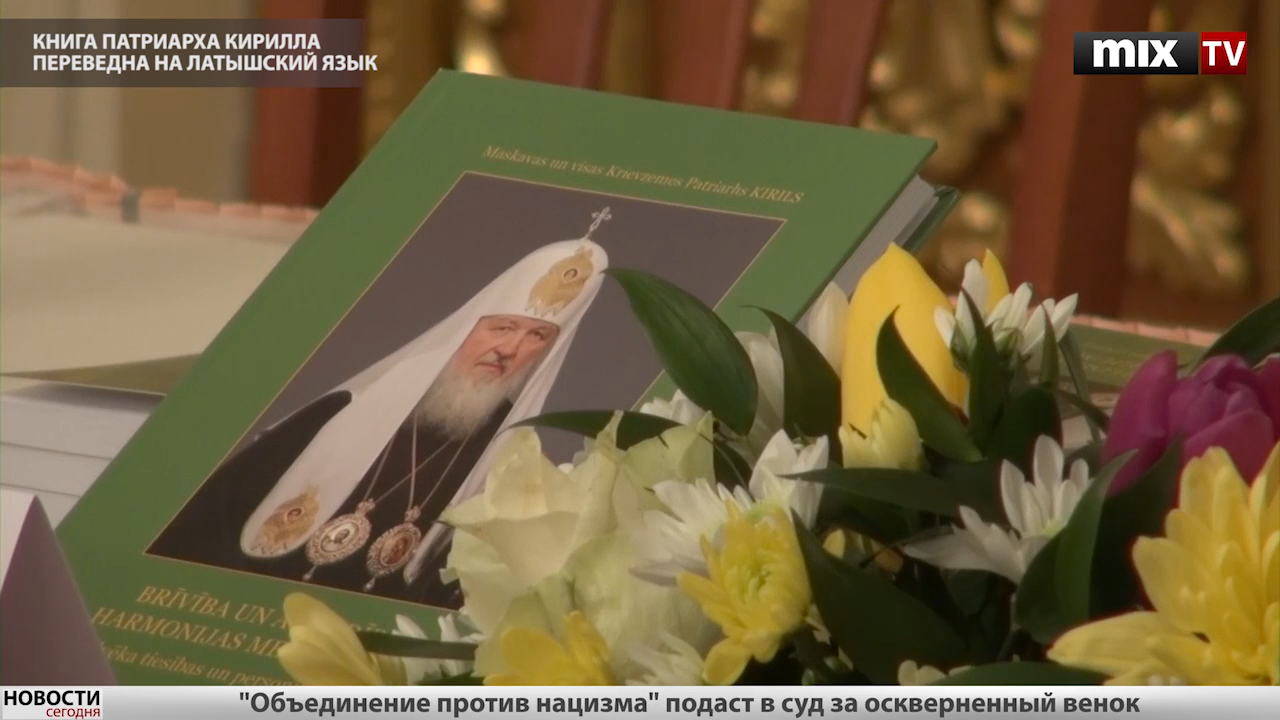 КНИГА ПАТРИАРХА КИРИЛЛА
ПЕРЕВЕДНА НА ЛАТЫШСКИЙ ЯЗЫК
mix TV
Maskavas un visas Krievzemes Patriarhs KIRILS
BRĪVĪBA UN
HARMONIJAS
tiesības un
НОВОСТИ
сегодня
"Объединение против нацизма" подаст в суд за оскверненный венок